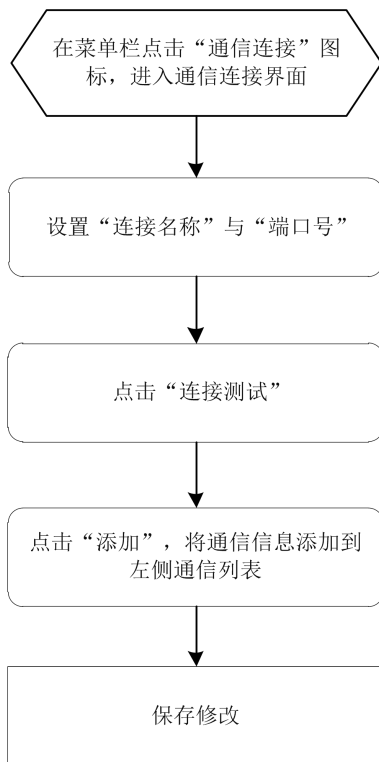 在菜单栏点击“通信连接”图
标，进入通信连接界面
设置“连接名称”与“端口号”
点击“连接测试”
点击“添加”，将通信信息添加到
左侧通信列表
保存修改